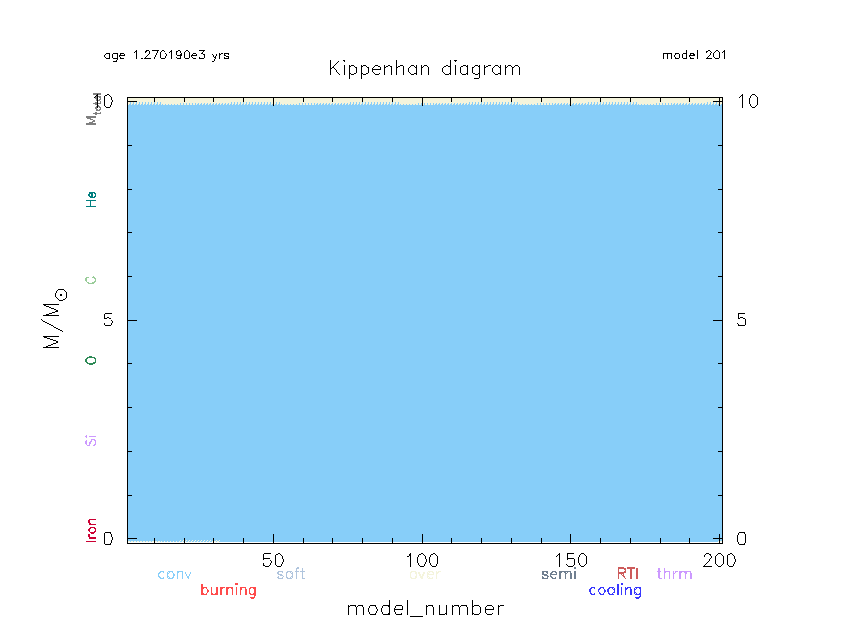 age 1.270190e3 yrs
model 201
Kippenhan diagram
M_total
10
10
He
C
M/M☉
5
5
O
Si
Iron
0
0
50
100
150
200
conv
soft
over
semi
RTI
thrm
burning
cooling
model_number